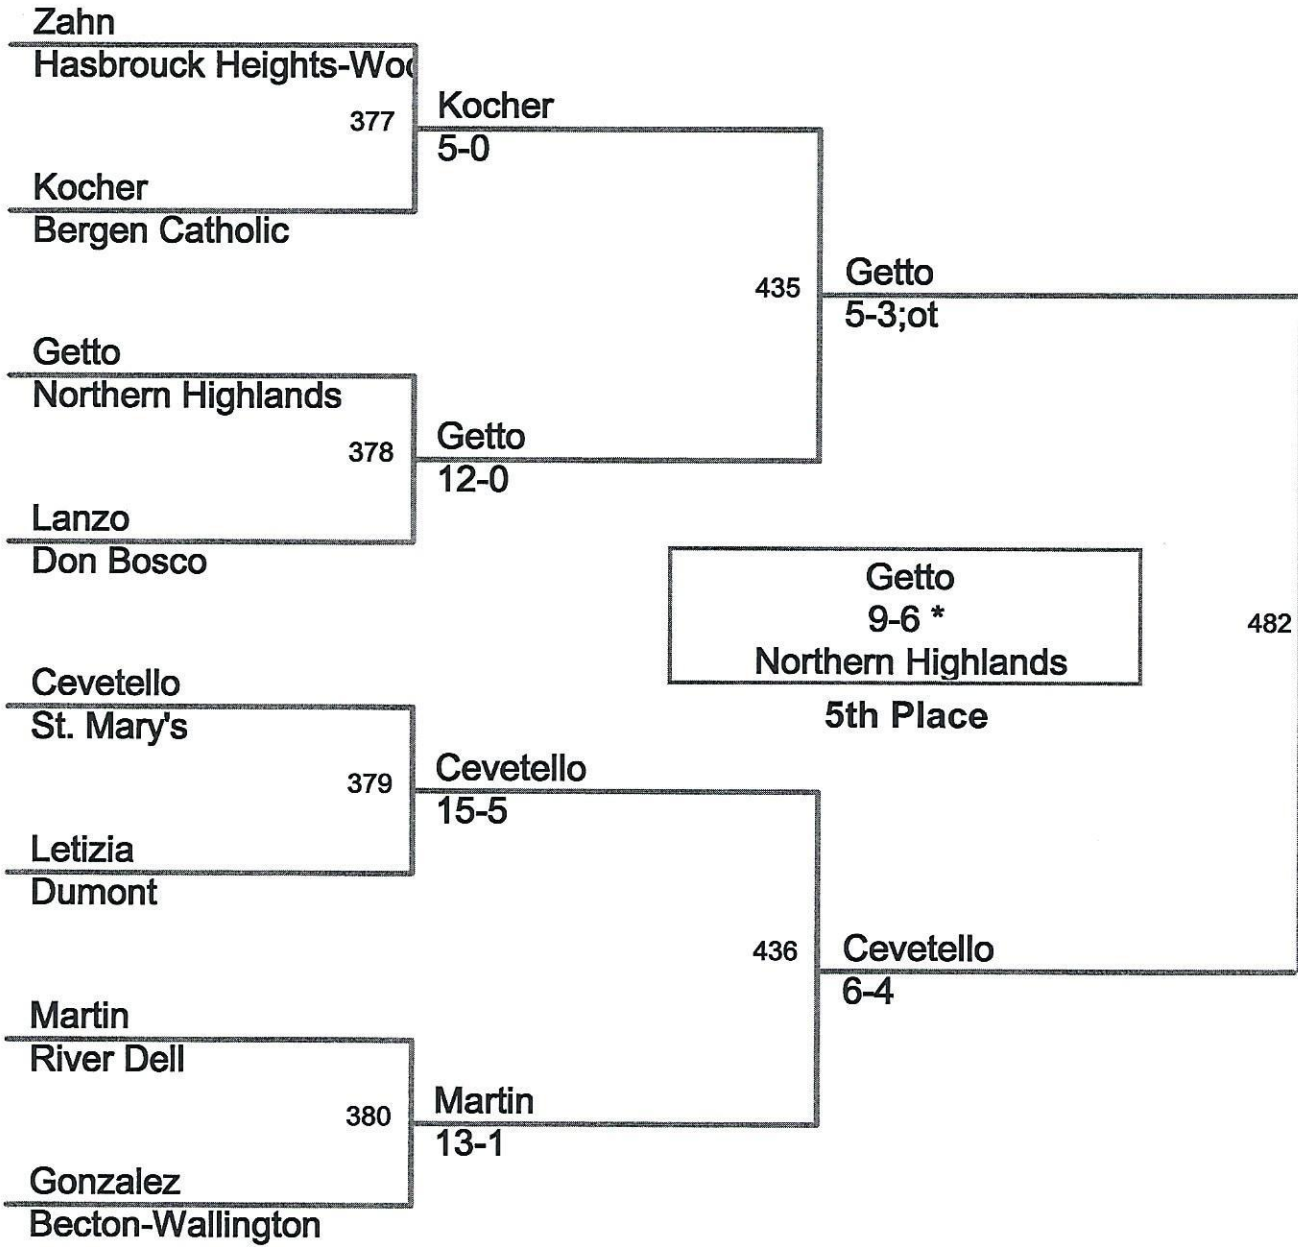 Zahn
Hasbrouck Heights-Woo
377
Kocher
5-0
Kocher
Bergen Catholic
435
Getto
5-3;ot
Getto
Northern Highlands
378
Getto
12-0
Lanzo
Don Bosco
Getto
9-6 *
Northern Highlands
5th Place
482
Cevetello
St. Mary's
379
Cevetello
15-5
Letizia
Dumont
436
Cevetello
6-4
Martin
River Dell
380
Martin
13-1
Gonzalez
Becton-Wallington